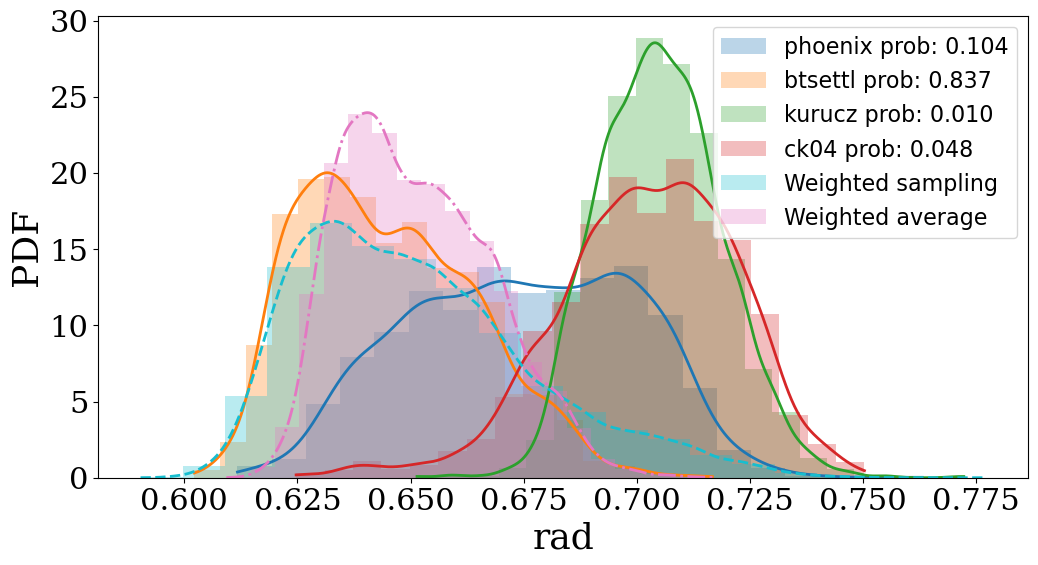 30
25
20
15
10
5
0
PDF
0.600
0.625
0.650
0.675
0.700
0.725
0.750
0.775
rad
phoenix prob: 0.104
btsettl prob: 0.837
kurucz prob: 0.010
ck04 prob: 0.048
Weighted sampling
Weighted average